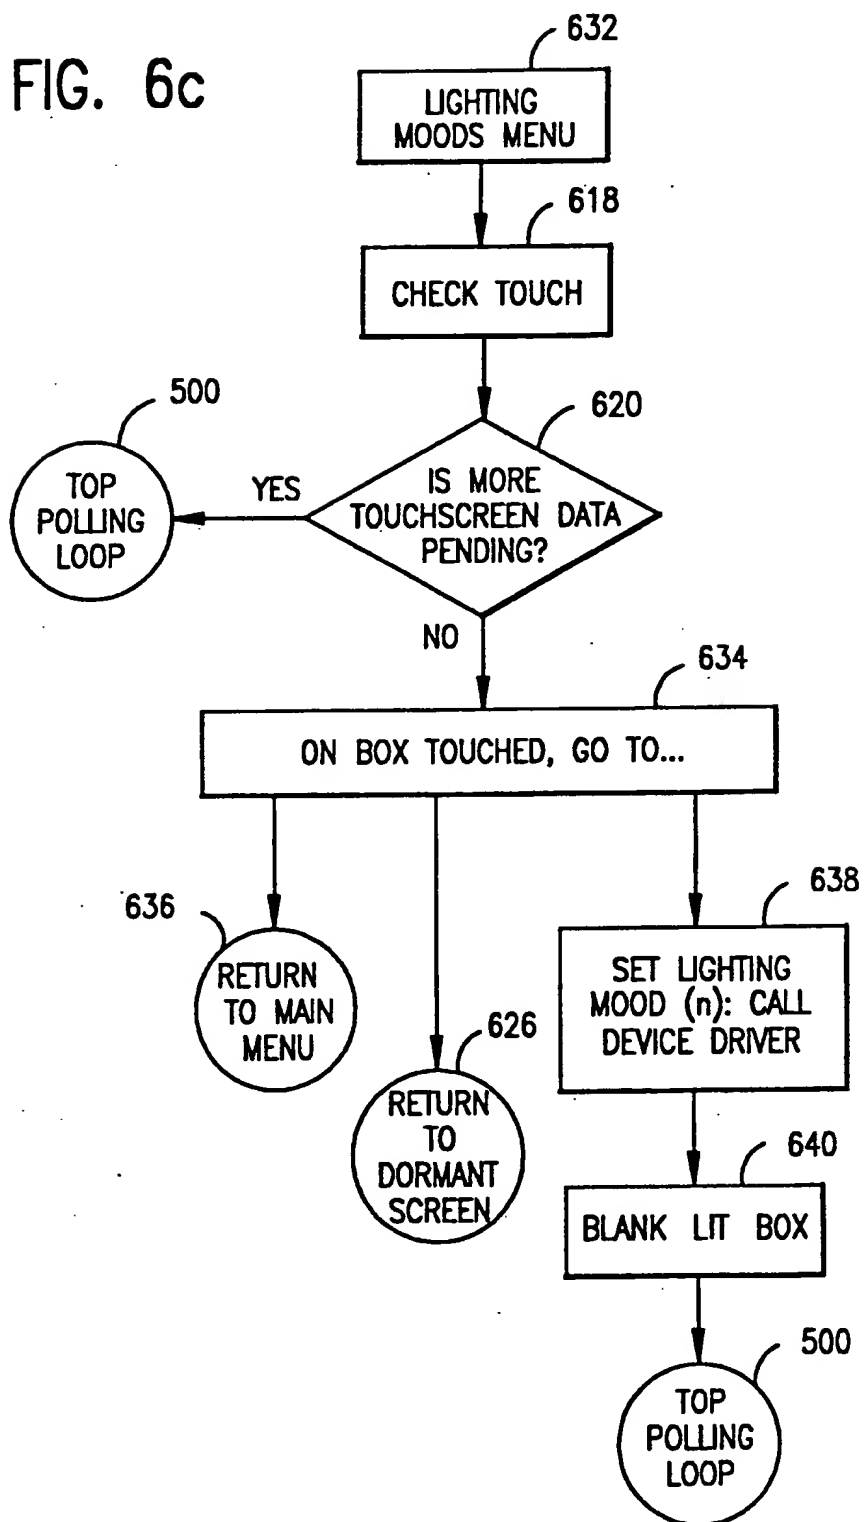 FIG. 6c
632
LIGHTING
MOODS MENU
618
CHECK TOUCH
500
620
TOP
POLLING
LOOP
YES
IS MORE
TOUCHSCREEN DATA
PENDING?
NO
634
ON BOX TOUCHED, GO TO...
636
RETURN
TO MAIN
MENU
626
RETURN
TO
DORMANT
SCREEN
638
SET LIGHTING
MOOD (n): CALL
DEVICE DRIVER
640
BLANK LIT BOX
500
TOP
POLLING
LOOP